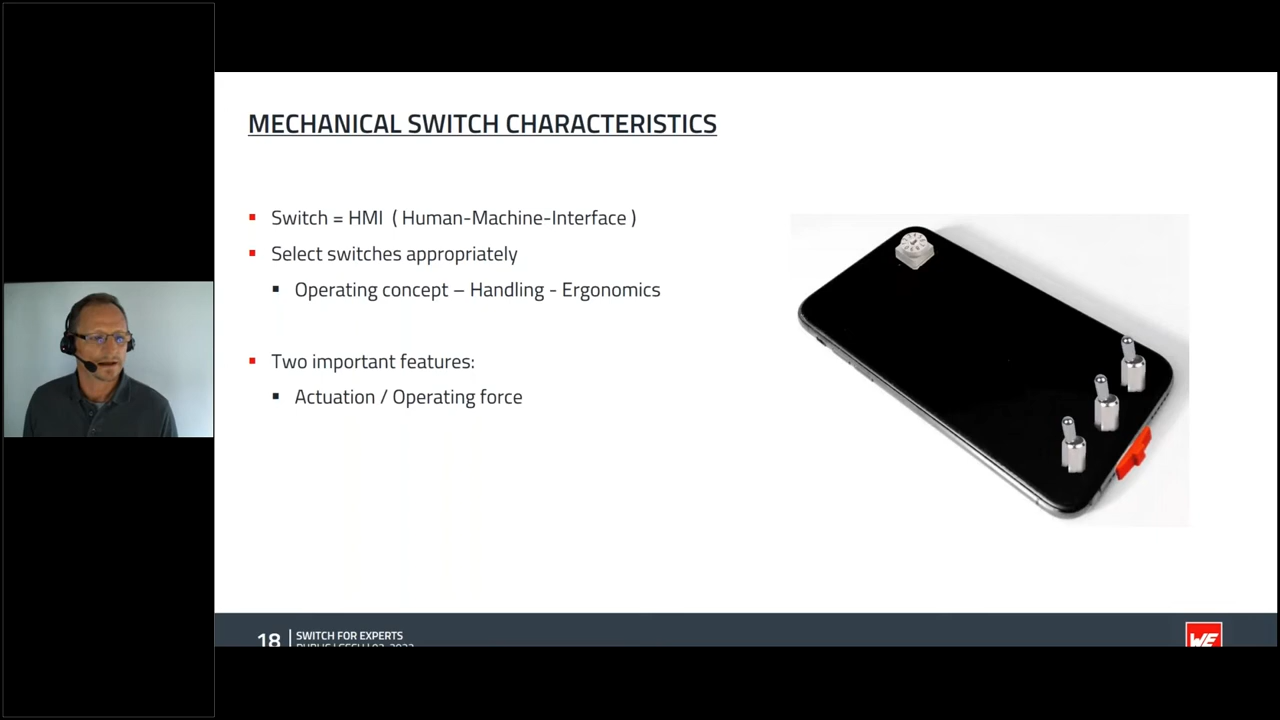 MECHANICAL SWITCH CHARACTERISTICS
Switch = HMI ( Human-Machine-Interface )
Select switches appropriately
Operating concept – Handling - Ergonomics
Two important features:
Actuation / Operating force
18
SWITCH FOR EXPERTS
PUBLIC
WE